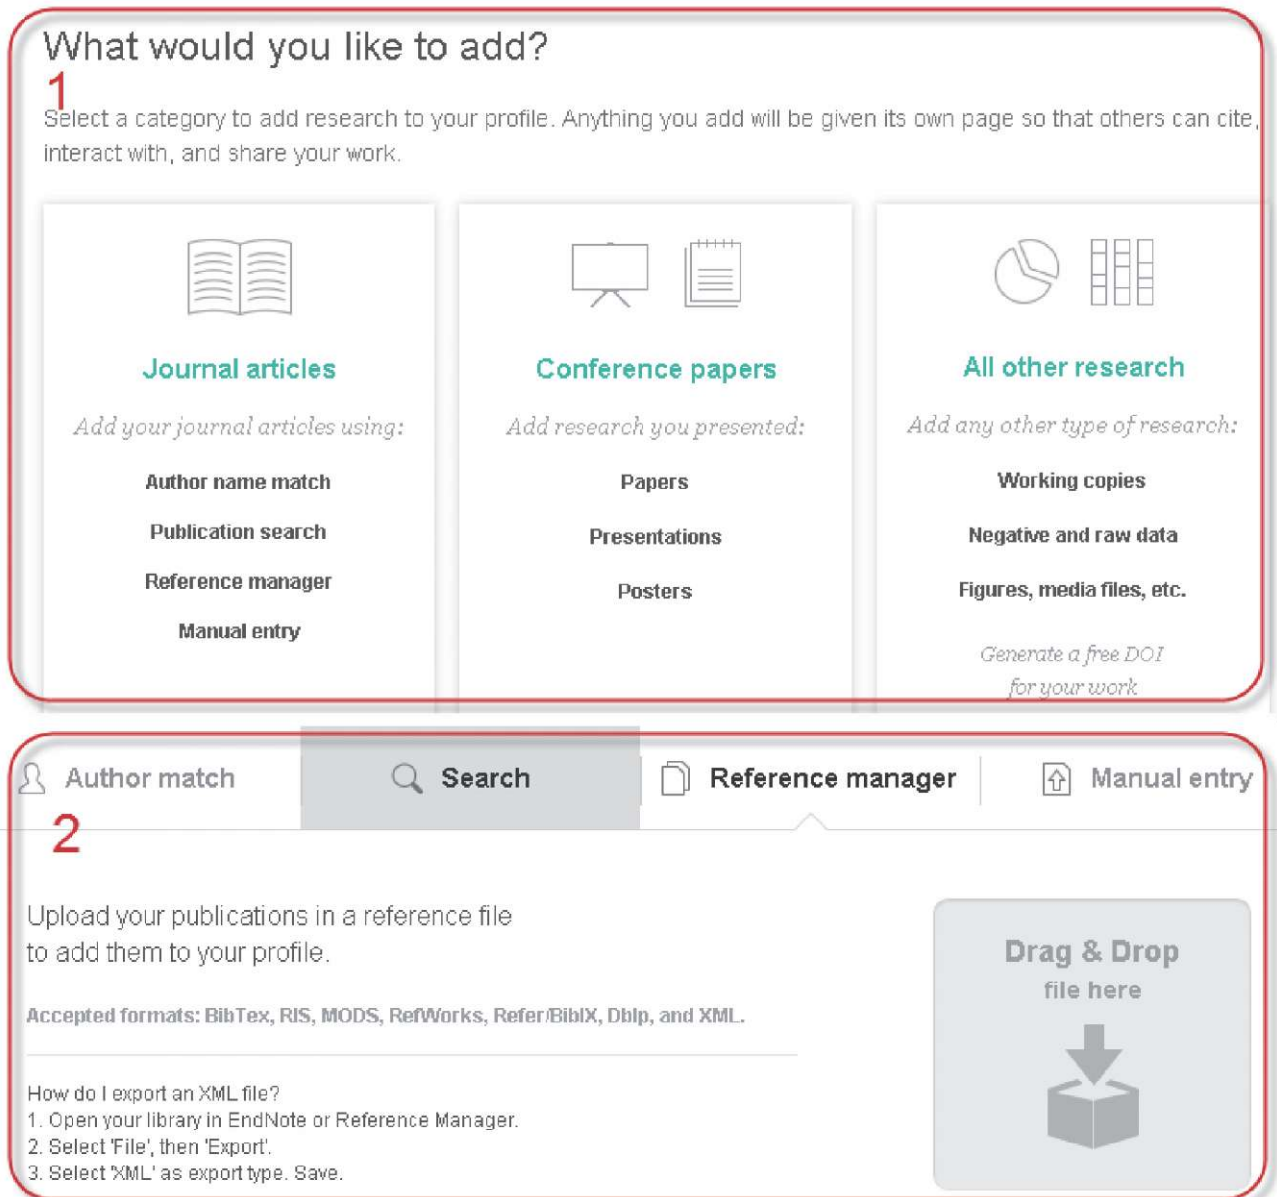 What would you like to add?
1
Select a category to add research to your profile. Anything you add will be given its own page so that others can cite,
interact with, and share your work.
Journal articles
Add your journal articles using:
Author name match
Publication search
Reference manager
Manual entry
Conference papers
Add research you presented:
Papers
Presentations
Posters
All other research
Add any other type of research:
Working copies
Negative and raw data
Figures, media files, etc.
Generate a free DOI
for your work
Author match
Search
Reference manager
Manual entry
2
Upload your publications in a reference file
to add them to your profile.
Accepted formats: BibTex, RIS, MODS, RefWorks, Refer/BibIX, Dblp, and XML.
How do I export an XML file?
1. Open your library in EndNote or Reference Manager.
2. Select 'File', then 'Export'.
3. Select 'XML' as export type. Save.
Drag & Drop
file here